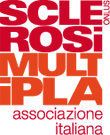 SCLE
ROSi
MULT
iPLA
ONLUS
associazione
italiana